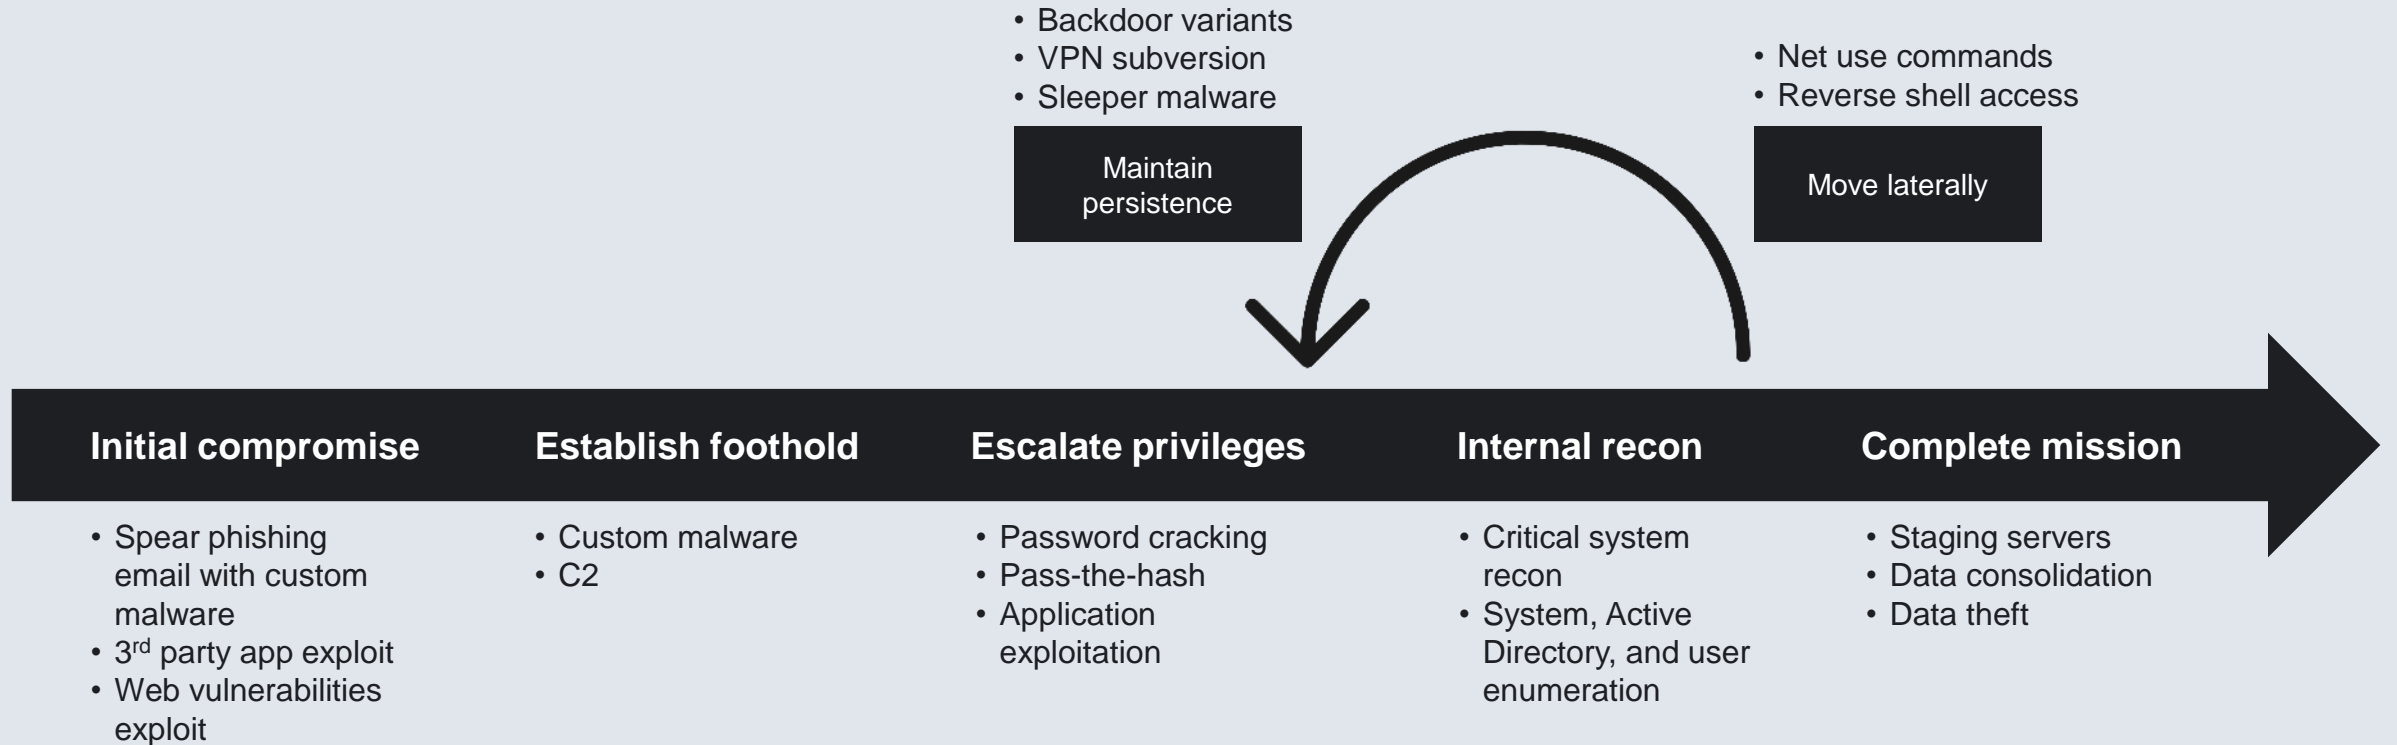 • Backdoor variants
• VPN subversion
• Sleeper malware
Maintain
persistence
• Net use commands
• Reverse shell access
Move laterally
Initial compromise
Establish foothold
Escalate privileges
Internal recon
Complete mission
• Spear phishing
email with custom
malware
• 3rd party app exploit
• Web vulnerabilities
exploit
• Custom malware
• C2
• Password cracking
• Pass-the-hash
• Application
exploitation
• Critical system
recon
• System, Active
Directory, and user
enumeration
• Staging servers
• Data consolidation
• Data theft